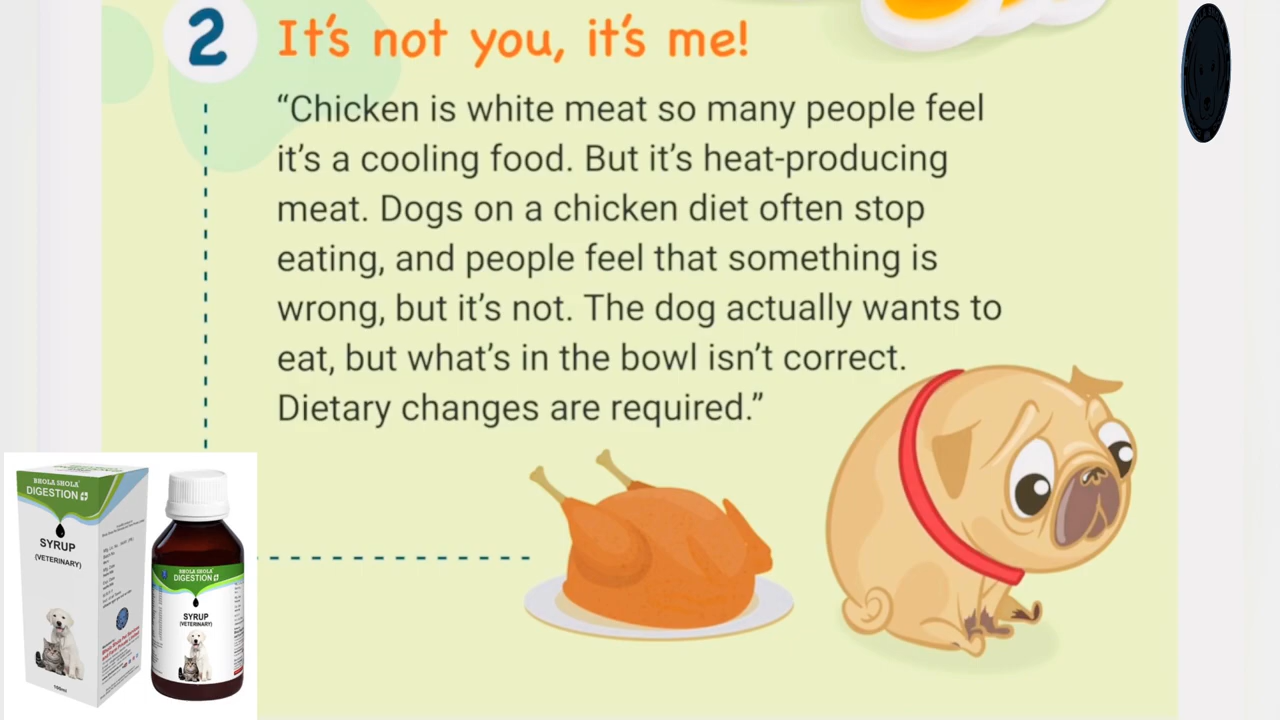 2
It's not you, it's me!
“Chicken is white meat so many people feel
it's a cooling food. But it's heat-producing
meat. Dogs on a chicken diet often stop
eating, and people feel that something is
wrong, but it's not. The dog actually wants to
eat, but what's in the bowl isn't correct.
Dietary changes are required.”
BHOLA SHOLA
DIGESTION
SYRUP
(VETERINARY)
100ml
BHOLA SHOLA
DIGESTION
SYRUP
(VETERINARY)